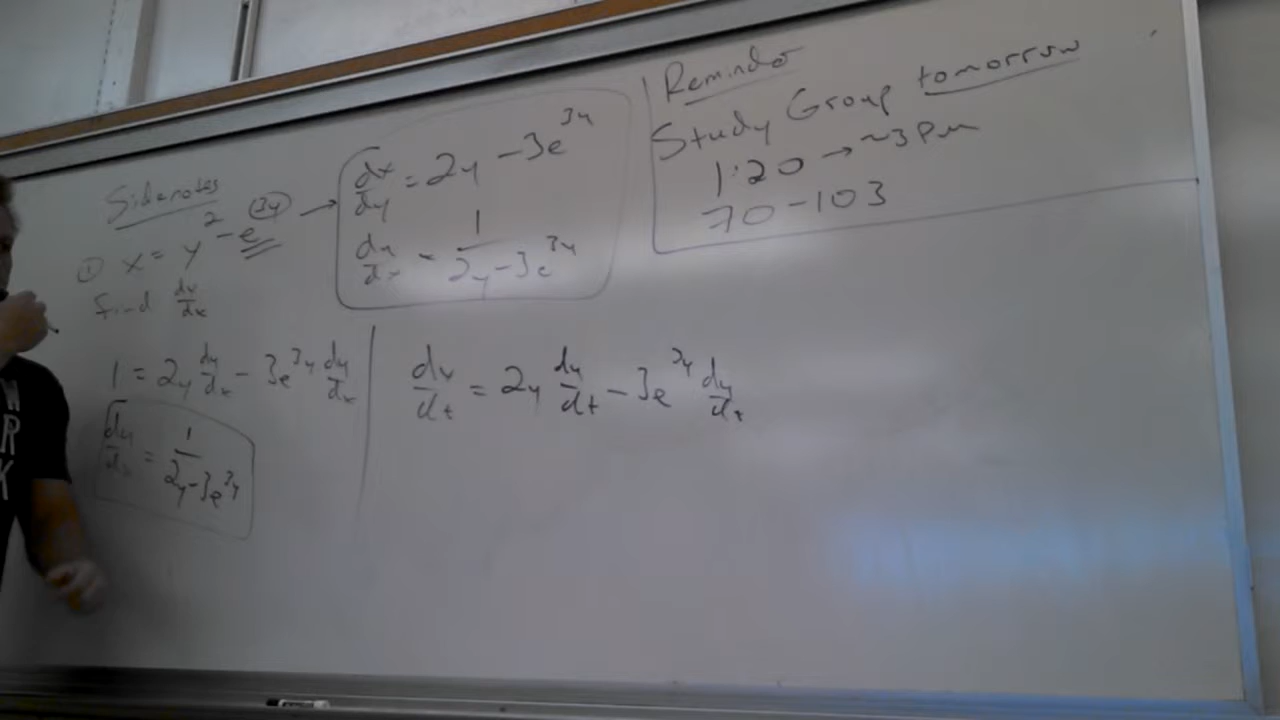 Sidenotes
① x = y² - e^(3y) →
find dy/dx
dx/dy = 2y - 3e^(3y)
dy/dx = 1/(2y - 3e^(3y))
1 = 2y dy/dx - 3e^(3y) dy/dx
dy/dx = 1/(2y - 3e^(3y))
dx/dt = 2y dy/dt - 3e^(3y) dy/dt
Reminder
Study Group tomorrow
1:20 → ~3pm
70-103